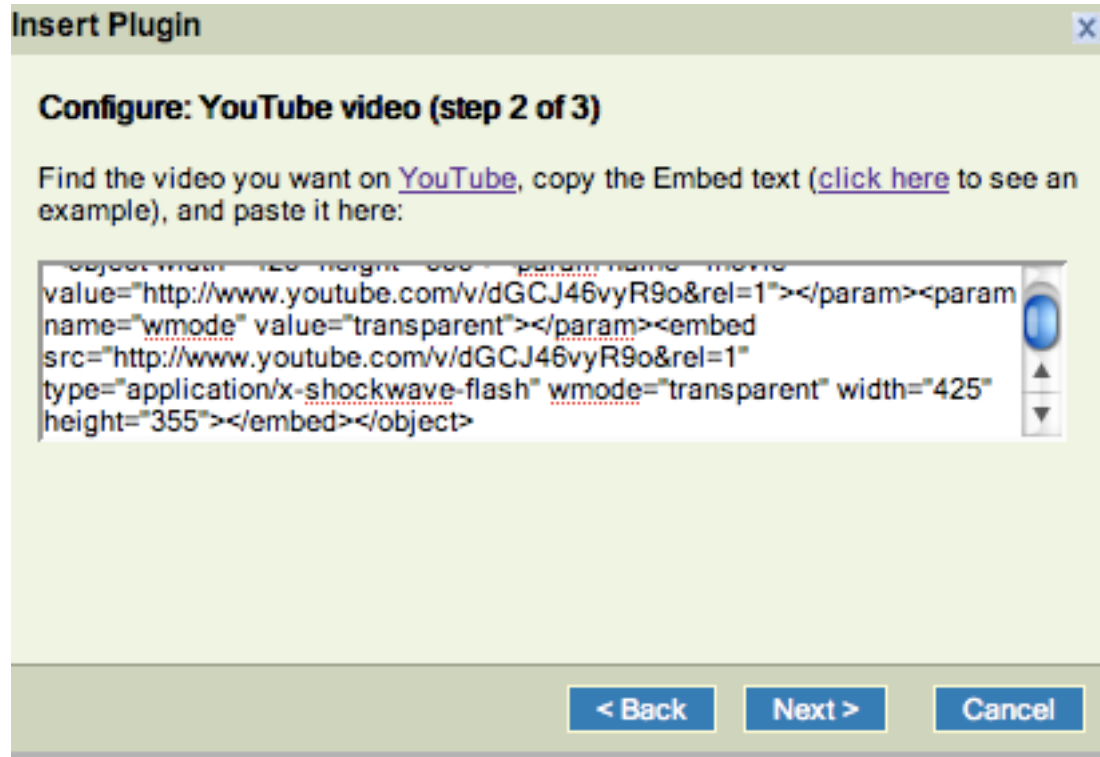 Insert Plugin
x
Configure: YouTube video (step 2 of 3)
Find the video you want on YouTube, copy the Embed text (click here to see an
example), and paste it here:
value="http://www.youtube.com/v/dGCJ46vyR9o&rel=1"></param><param
name="wmode" value="transparent"></param><embed
src="http://www.youtube.com/v/dGCJ46vyR9o&rel=1"
type="application/x-shockwave-flash" wmode="transparent" width="425"
height="355"></embed></object>
< Back
Next >
Cancel